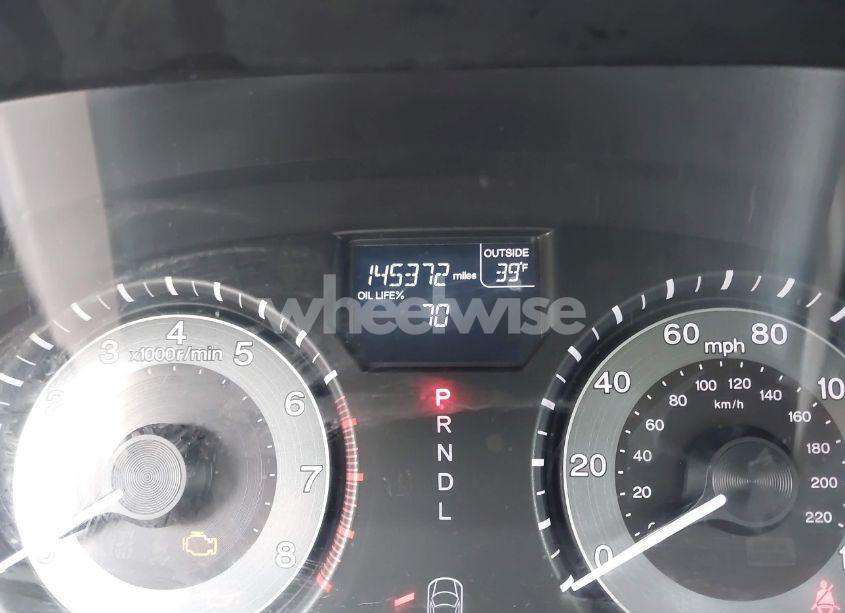 OUTSIDE
145372 miles 39°F
OIL LIFE%
70
wheelwise
3 4 5 6 7 8
x1000r/min
P
R
N
D
L
0 20 40 60 80
mph
0 20 40 60 80 100 120 140 160 180 200 220
km/h